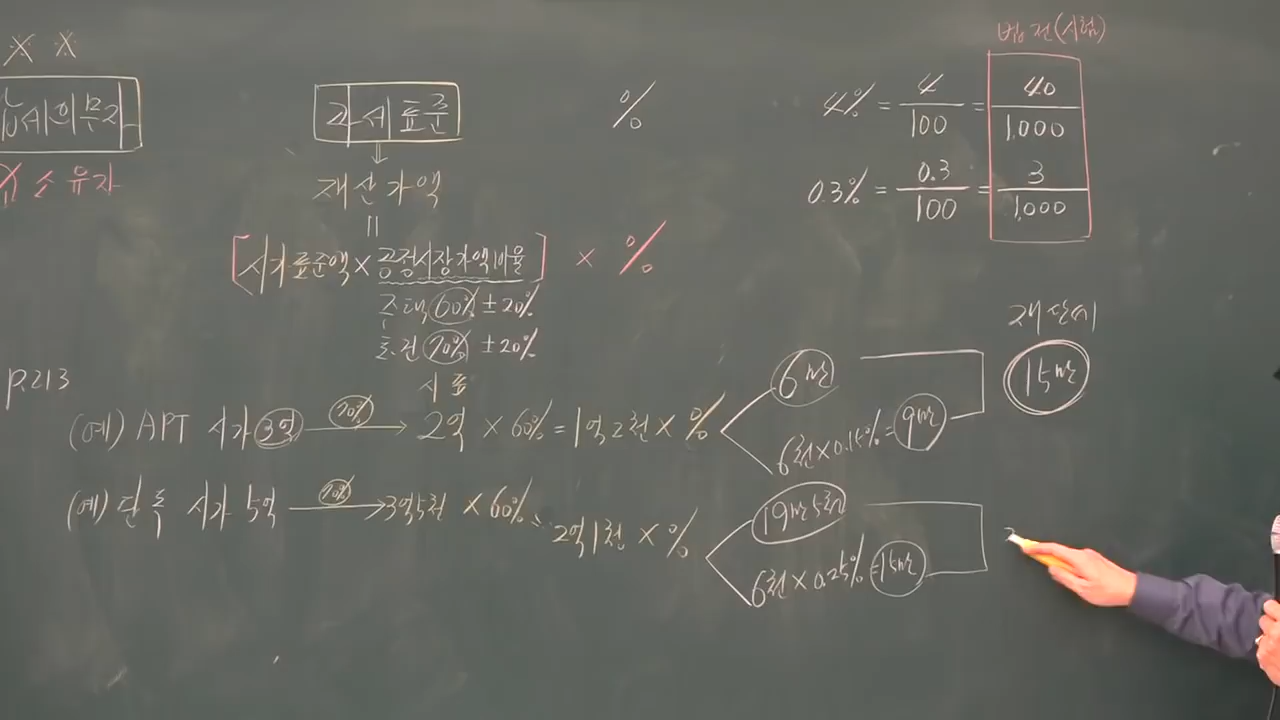 ※ ※
납세의무고
소유자
과세표준
↓
재산가액
||
[시가표준액 × 공정시장가액비율] × %
주택 60% ± 20%
토·건 70% ± 20%
%
법전(시험)
4% = 4/100 = 40/1,000
0.3% = 0.3/100 = 3/1,000
재산세
p.213
시표
(예) APT 시가 3억 70% → 2억 × 60% = 1억2천 × % < 6만
6천 × 0.15% = 9만
15만
(예) 단독 시가 5억 70% → 3억5천 × 60% = 2억1천 × % < 19만5천
6천 × 0.25% = 15만